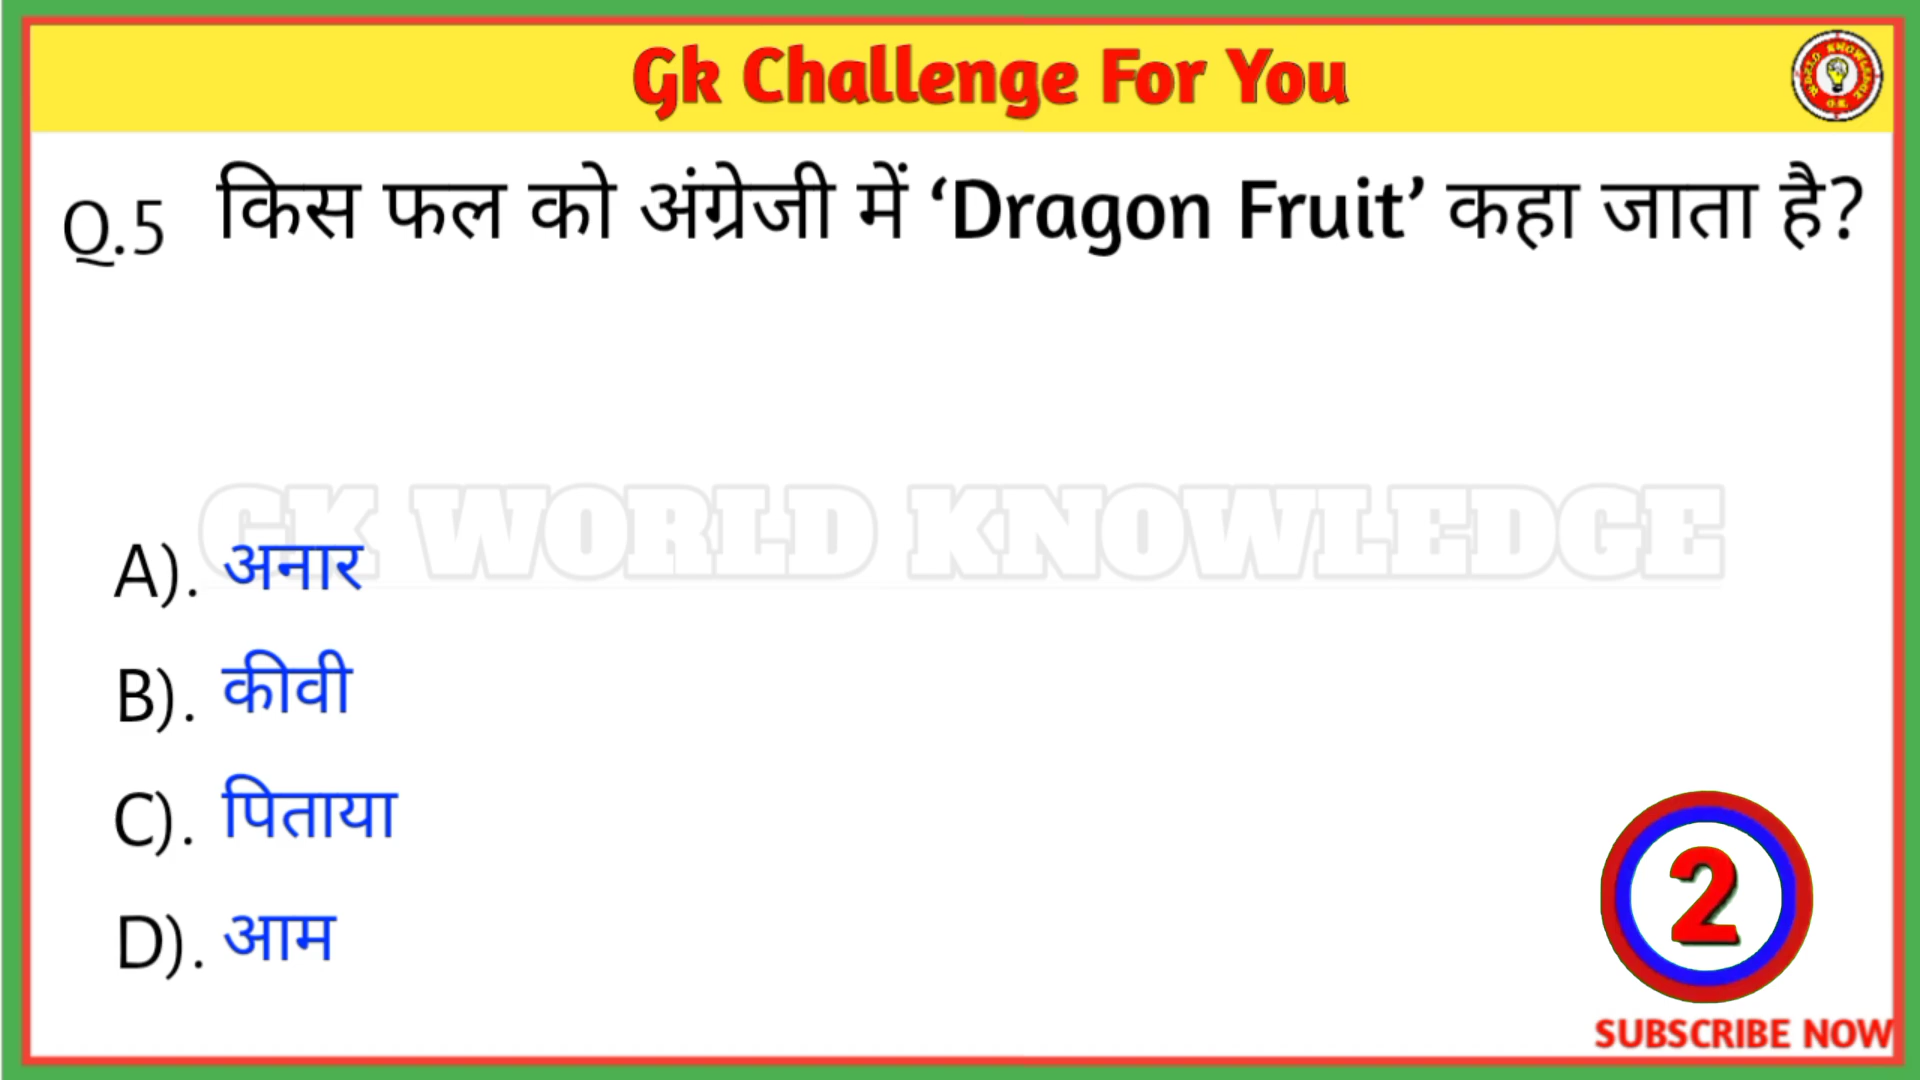 Gk Challenge For You
Q.5 किस फल को अंग्रेजी में ‘Dragon Fruit’ कहा जाता है?
GK WORLD KNOWLEDGE
A). अनार
B). कीवी
C). पिताया
D). आम
2
SUBSCRIBE NOW